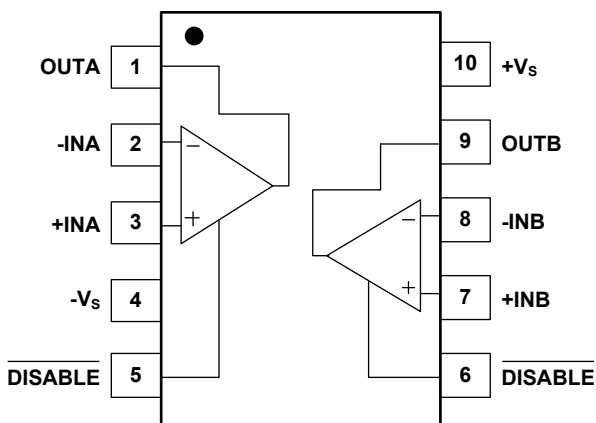 OUTA 1
-INA 2
+INA 3
-Vs 4
DISABLE 5
10 +Vs
9 OUTB
8 -INB
7 +INB
6 DISABLE
−
+
−
+